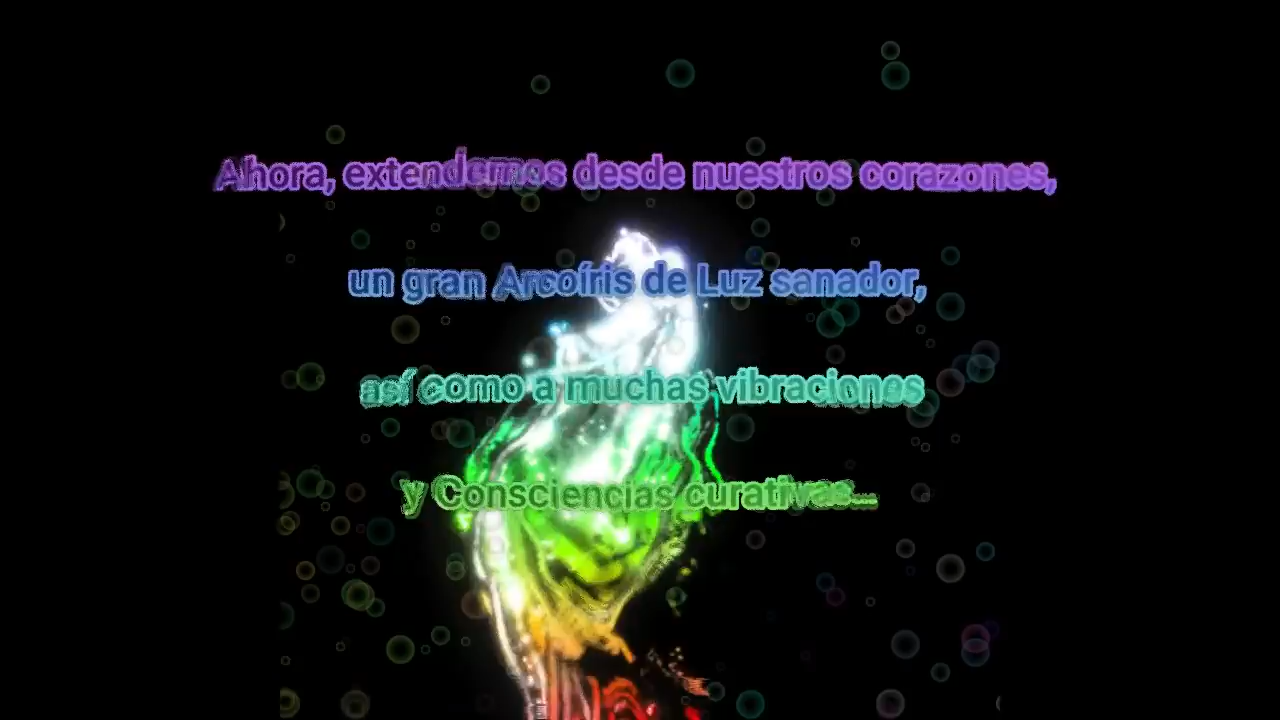 Ahora, extendemos desde nuestros corazones,
un gran Arcoíris de Luz sanador,
así como a muchas vibraciones
y Consciencias curativas...